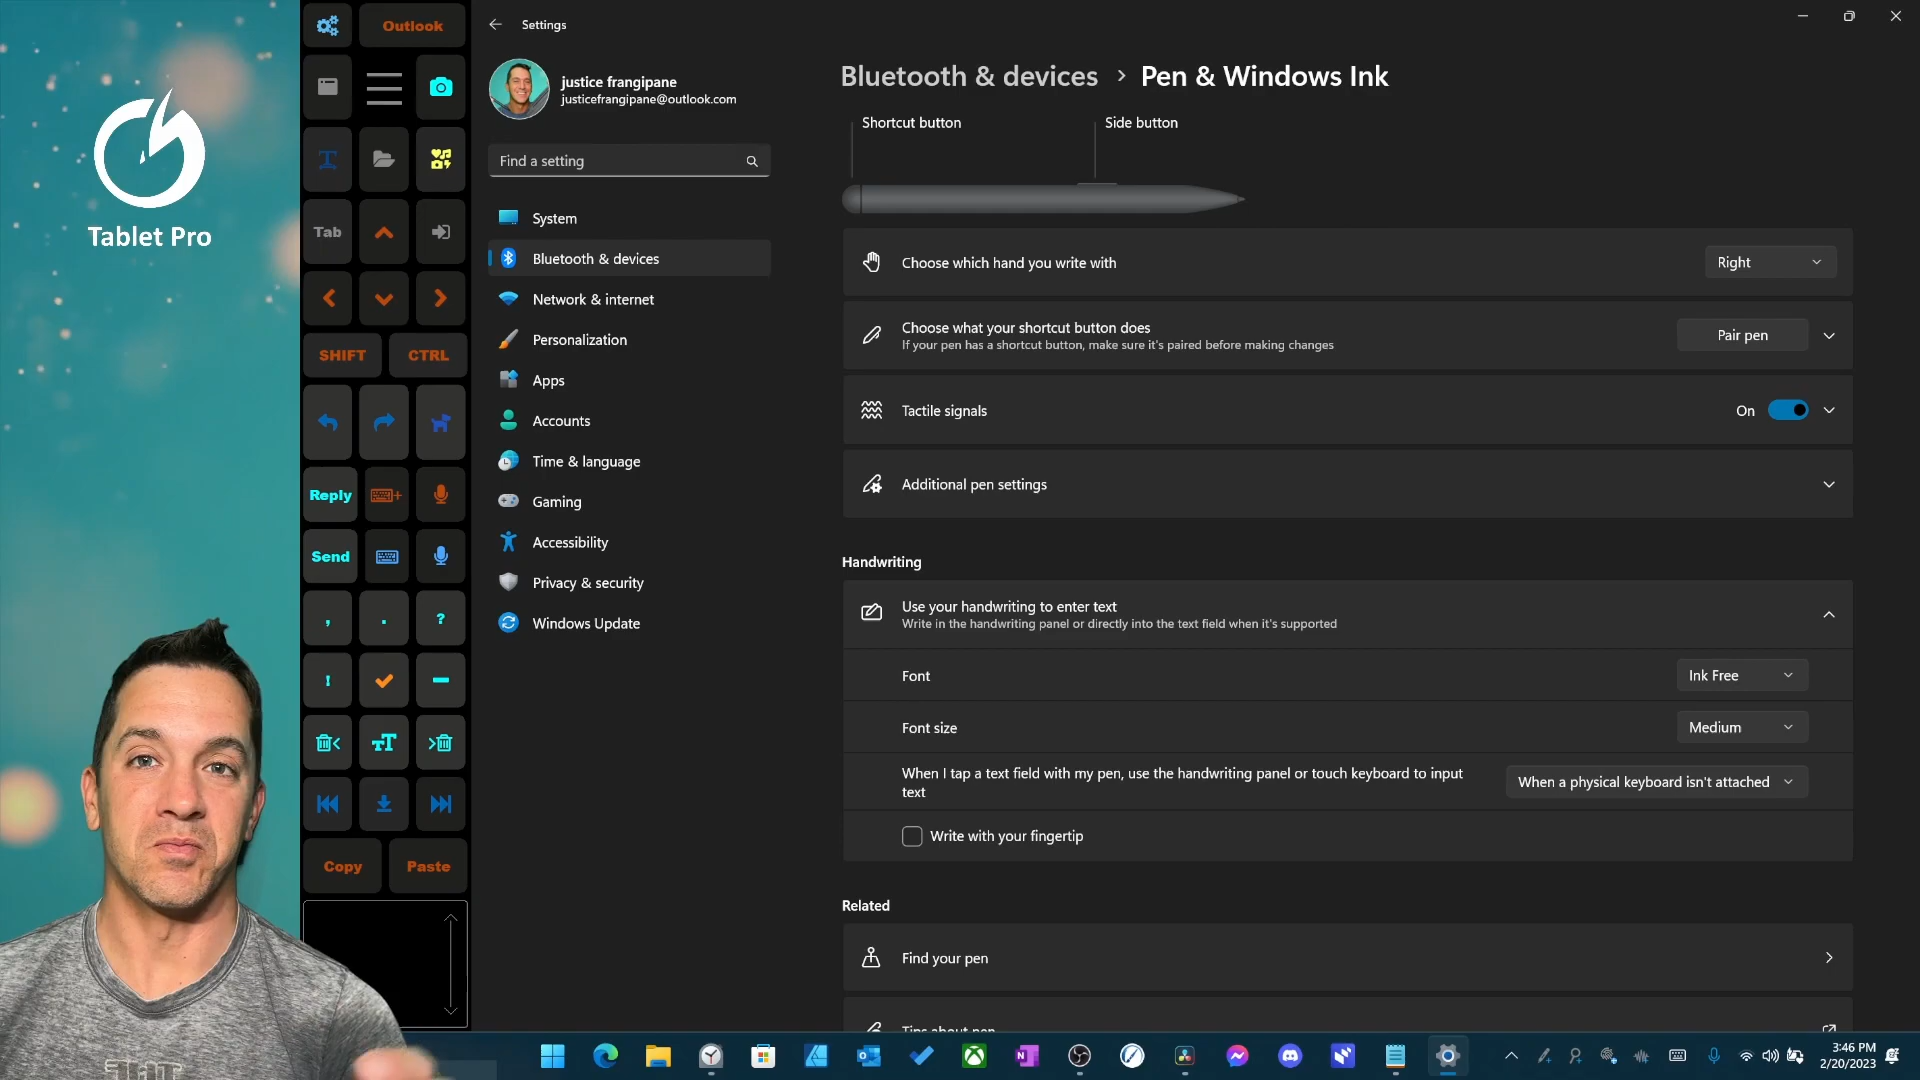 Tablet Pro
Outlook
Tab
SHIFT
CTRL
Reply
Send
,
.
?
!
Copy
Paste
Settings
justice frangipane
justicefrangipane@outlook.com
Find a setting
System
Bluetooth & devices
Network & internet
Personalization
Apps
Accounts
Time & language
Gaming
Accessibility
Privacy & security
Windows Update
Bluetooth & devices > Pen & Windows Ink
Shortcut button
Side button
Choose which hand you write with
Right
Choose what your shortcut button does
If your pen has a shortcut button, make sure it's paired before making changes
Pair pen
Tactile signals
On
Additional pen settings
Handwriting
Use your handwriting to enter text
Write in the handwriting panel or directly into the text field when it's supported
Font
Ink Free
Font size
Medium
When I tap a text field with my pen, use the handwriting panel or touch keyboard to input
text
When a physical keyboard isn't attached
Write with your fingertip
Related
Find your pen
Tips about pen
3:46 PM
2/20/2023